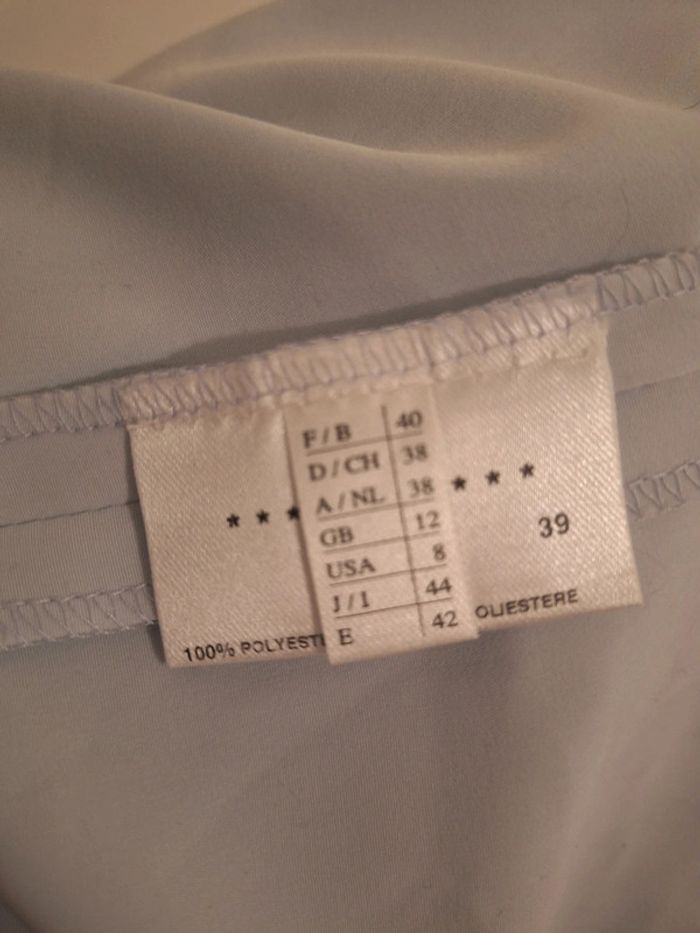 F/B 40
D/CH 38
A/NL 38
GB 12
USA 8
J/I 44
E 42
* * * * * *
39
100% POLYEST
OLIESTERE